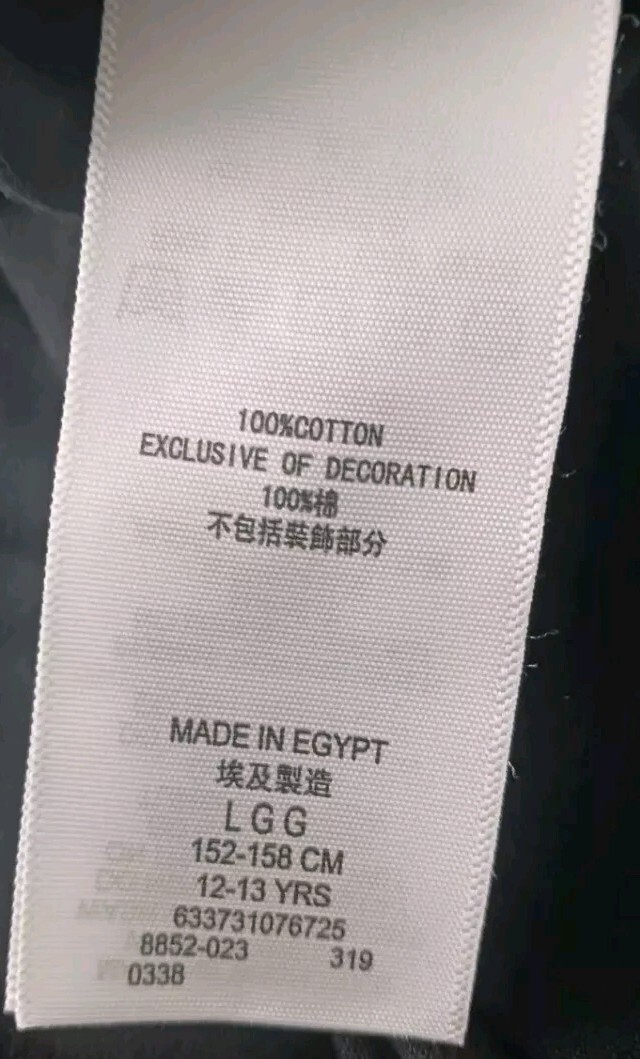 100%COTTON
EXCLUSIVE OF DECORATION
100%棉
不包括裝飾部分
MADE IN EGYPT
埃及製造
L G G
152-158 CM
12-13 YRS
633731076725
8852-023 319
0338